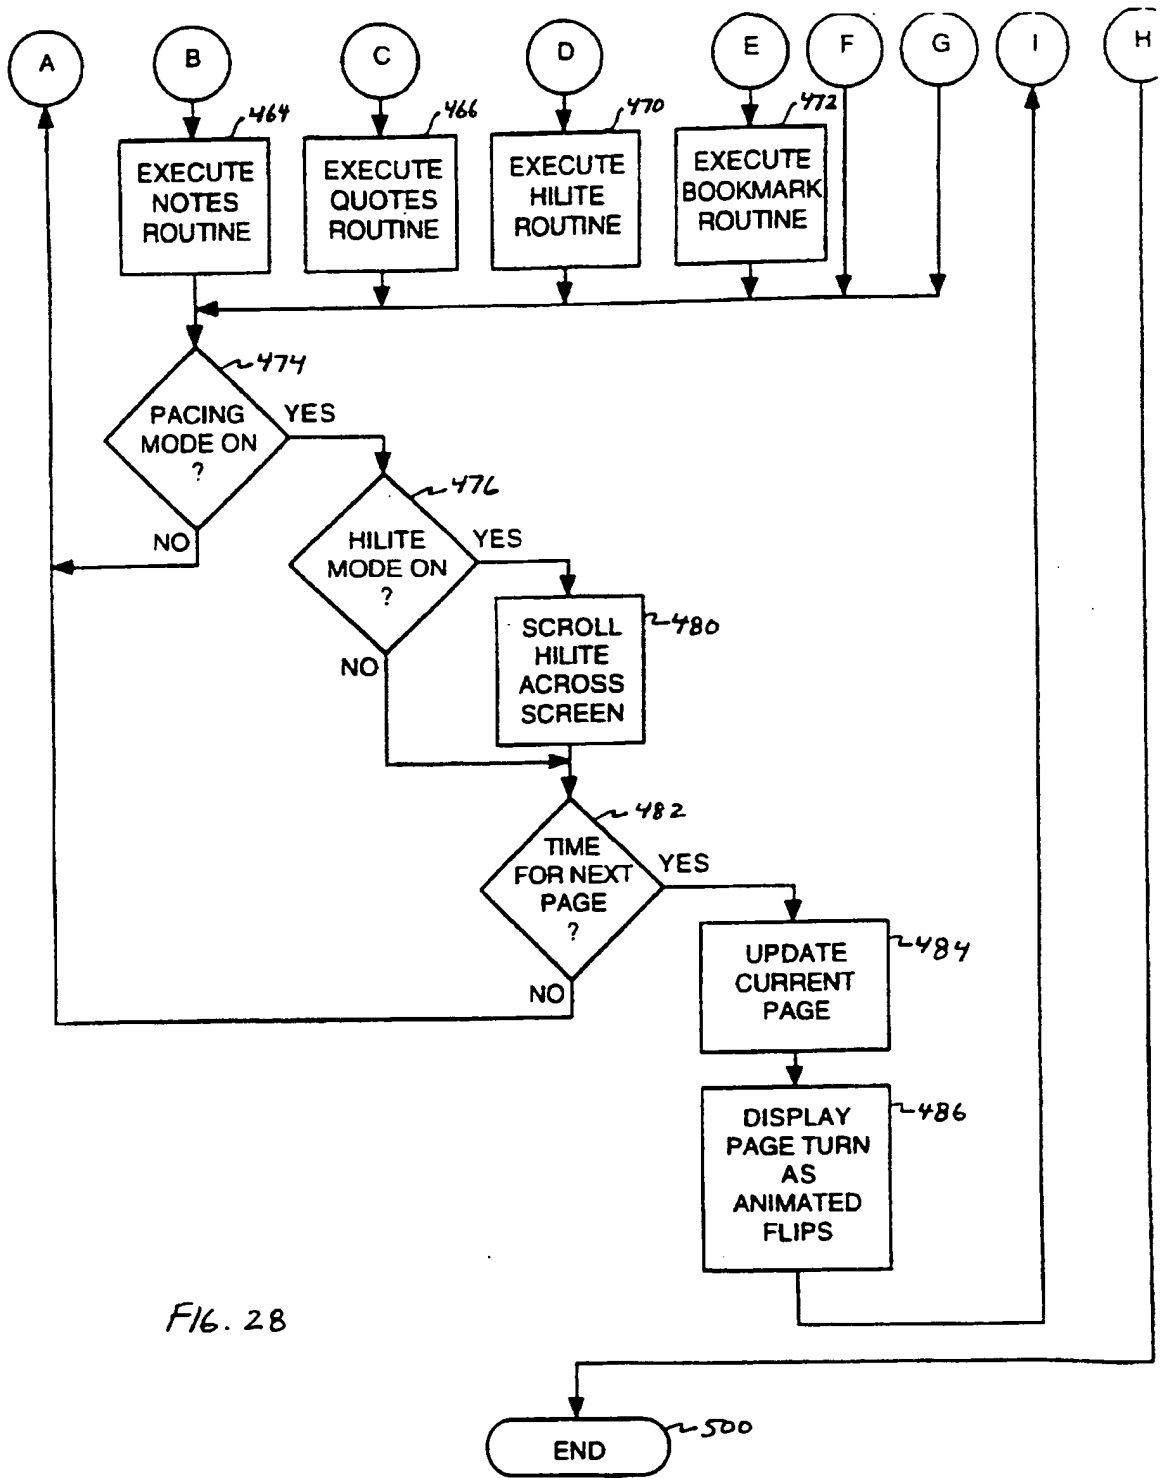 A B C D E F G I H
464 466 470 472
EXECUTE
NOTES
ROUTINE
EXECUTE
QUOTES
ROUTINE
EXECUTE
HILITE
ROUTINE
EXECUTE
BOOKMARK
ROUTINE
474
PACING
MODE ON
?
YES
NO
476
HILITE
MODE ON
?
YES
NO
480
SCROLL
HILITE
ACROSS
SCREEN
482
TIME
FOR NEXT
PAGE
?
YES
NO
484
UPDATE
CURRENT
PAGE
486
DISPLAY
PAGE TURN
AS
ANIMATED
FLIPS
FIG. 28
500
END